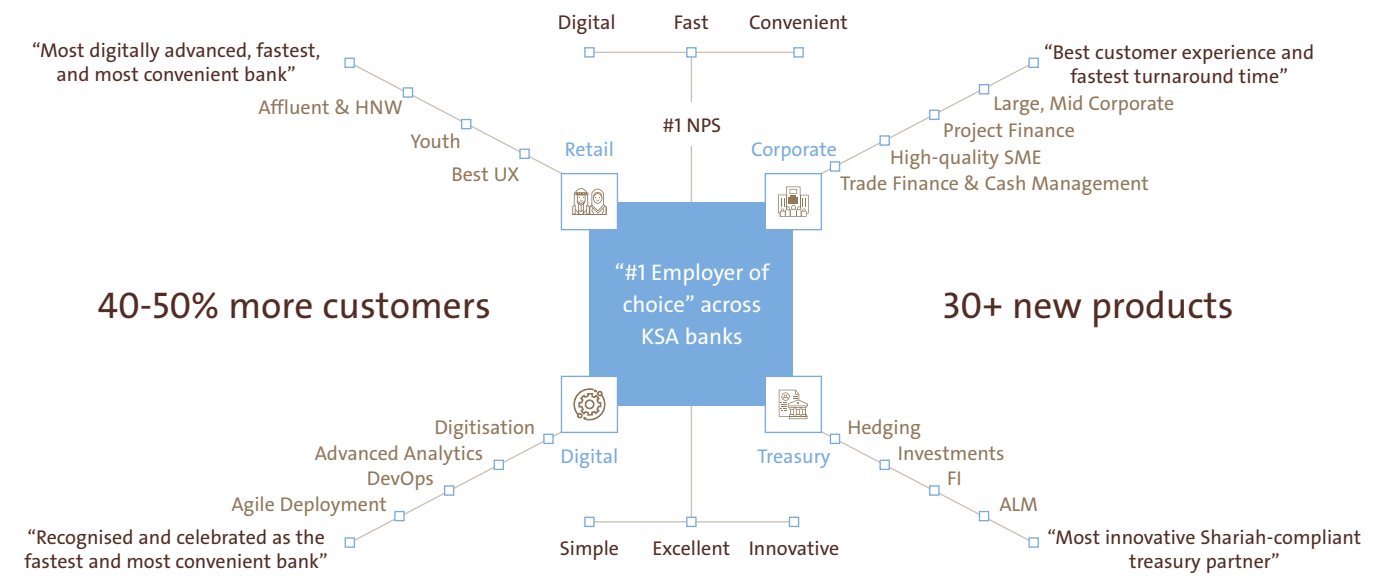 Digital Fast Convenient
“Most digitally advanced, fastest,
and most convenient bank”
Affluent & HNW
Youth
Best UX
Retail
#1 NPS
“Best customer experience and
fastest turnaround time”
Large, Mid Corporate
Project Finance
High-quality SME
Trade Finance & Cash Management
Corporate
40-50% more customers
“#1 Employer of
choice” across
KSA banks
30+ new products
Digitisation
Advanced Analytics
DevOps
Agile Deployment
“Recognised and celebrated as the
fastest and most convenient bank”
Digital
Treasury
Hedging
Investments
FI
ALM
“Most innovative Shariah-compliant
treasury partner”
Simple Excellent Innovative